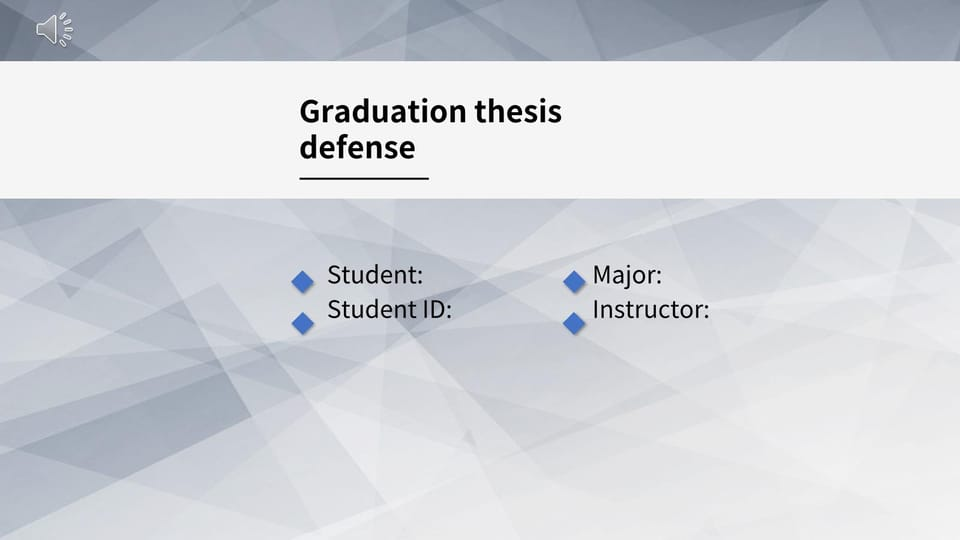 Graduation thesis
defense
Student:
Student ID:
Major:
Instructor: